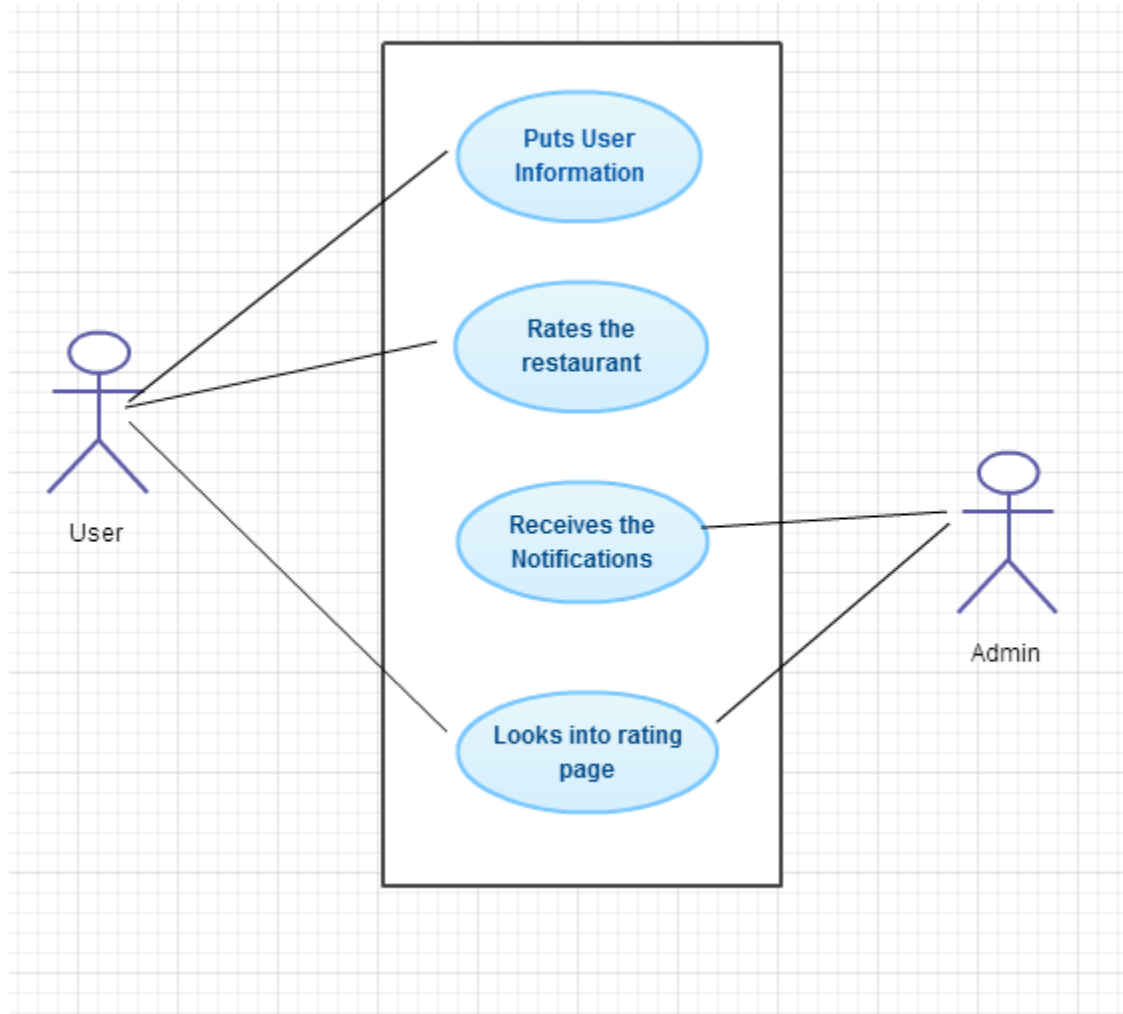 Puts User
Information
Rates the
restaurant
User
Receives the
Notifications
Admin
Looks into rating
page